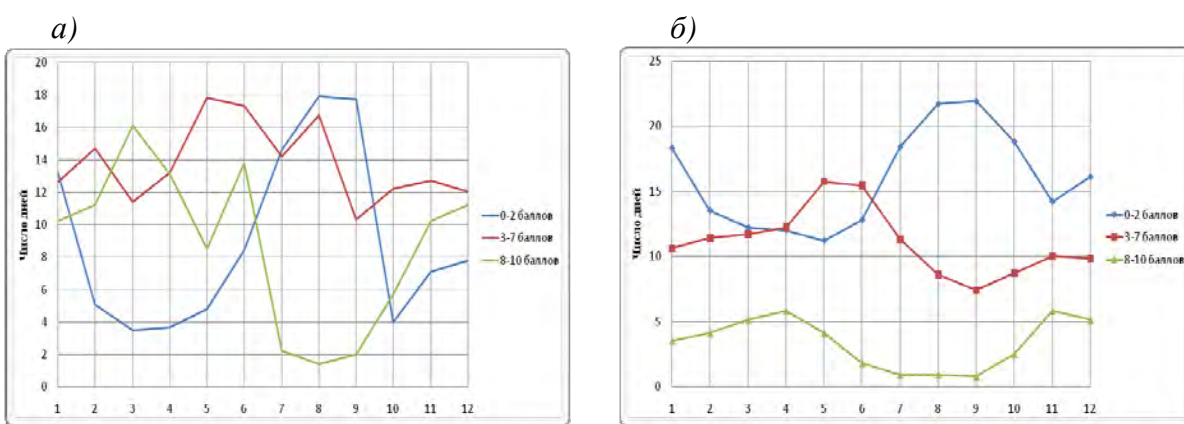 а)
20
18
16
14
12
10
8
6
4
2
0
Число дней
1 2 3 4 5 6 7 8 9 10 11 12
0-2 баллов
3-7 баллов
8-10 баллов
б)
25
20
15
10
5
0
Число дней
1 2 3 4 5 6 7 8 9 10 11 12
0-2 баллов
3-7 баллов
8-10 баллов